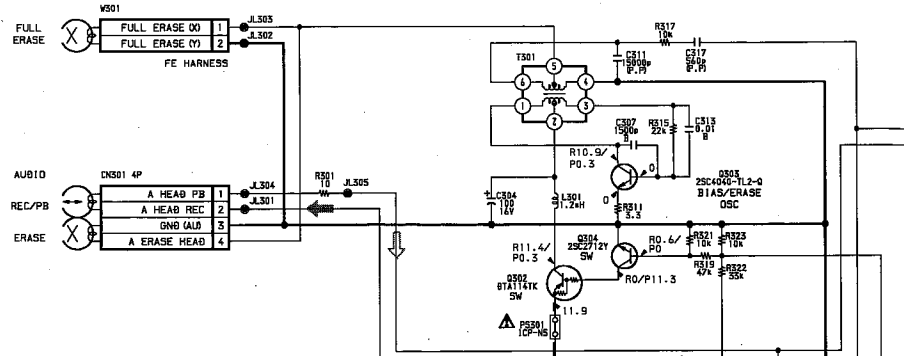 W301
FULL
ERASE
FULL ERASE (X) 1 JL303
FULL ERASE (Y) 2 JL302
FE HARNESS
AUDIO
REC/PB
ERASE
CN301 4P
A HEAD PB 1 JL304
A HEAD REC 2 JL301
GND (AU) 3
A ERASE HEAD 4
R301
10
JL305
T301
5
6
4
1
3
2
R317
10k
C317
560p
(P.P)
C311
15000p
(P.P)
C307
1500p
B
R315
22k
C313
0.01
B
R10.9/
P0.3
0
0
Q303
2SC4040-TL2-Q
BIAS/ERASE
OSC
C304
100
16V
L301
1.2mH
R311
3.3
R11.4/
P0.3
Q304
2SC2712Y
SW
R0.6/
P0
R321
10k
R323
10k
R319
47k
R322
33k
R0/P11.3
Q302
DTA114TK
SW
11.9
PS301
ICP-N5